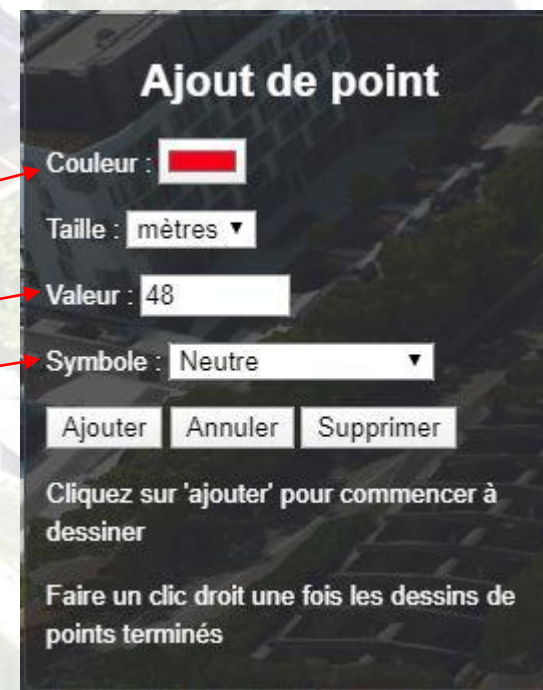 Ajout de point
Couleur :
Taille : mètres
Valeur : 48
Symbole : Neutre
Ajouter Annuler Supprimer
Cliquez sur 'ajouter' pour commencer à
dessiner
Faire un clic droit une fois les dessins de
points terminés